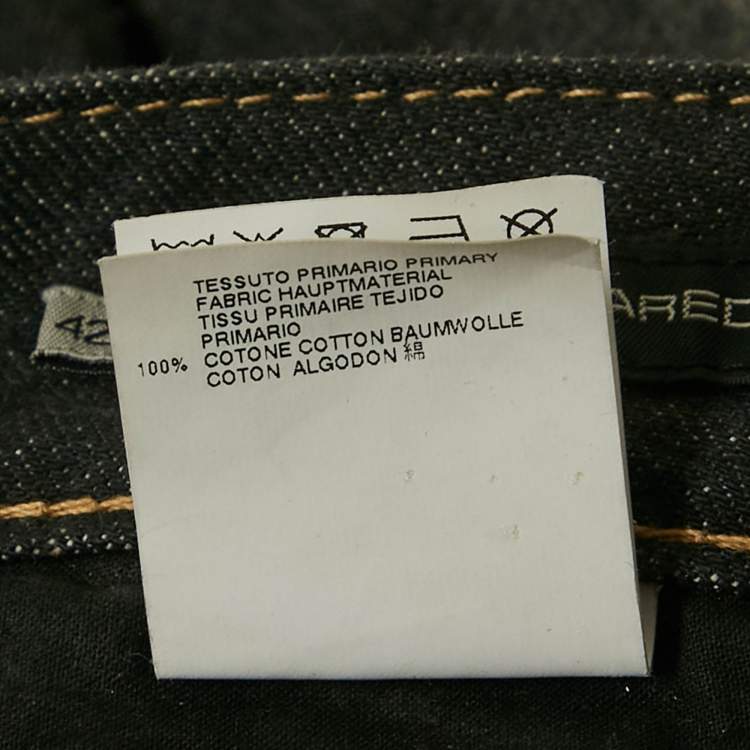 TESSUTO PRIMARIO PRIMARY
FABRIC HAUPTMATERIAL
TISSU PRIMAIRE TEJIDO
PRIMARIO
100% COTONE COTTON BAUMWOLLE
COTON ALGODON 綿
42
ARED